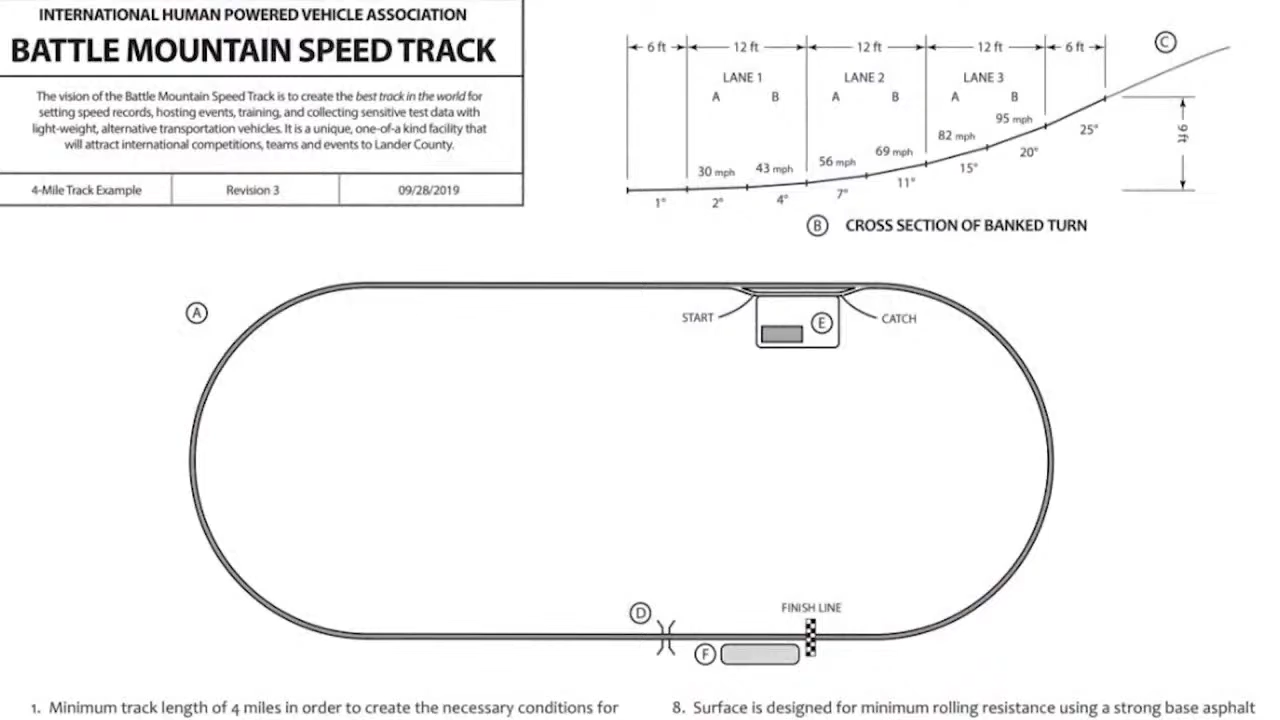 INTERNATIONAL HUMAN POWERED VEHICLE ASSOCIATION
BATTLE MOUNTAIN SPEED TRACK
The vision of the Battle Mountain Speed Track is to create the best track in the world for
setting speed records, hosting events, training, and collecting sensitive test data with
light-weight, alternative transportation vehicles. It is a unique, one-of-a kind facility that
will attract international competitions, teams and events to Lander County.
4-Mile Track Example
Revision 3
09/28/2019
6 ft
12 ft
12 ft
12 ft
6 ft
C
LANE 1
LANE 2
LANE 3
A
B
A
B
A
B
30 mph
43 mph
56 mph
69 mph
82 mph
95 mph
1°
2°
4°
7°
11°
15°
20°
25°
9 ft
B CROSS SECTION OF BANKED TURN
A
START
E
CATCH
D
FINISH LINE
F
1. Minimum track length of 4 miles in order to create the necessary conditions for
8. Surface is designed for minimum rolling resistance using a strong base asphalt